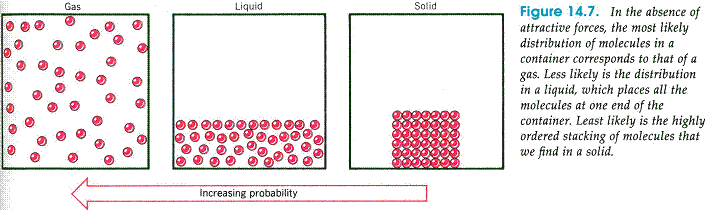 Gas
Liquid
Solid
Increasing probability
Figure 14.7. In the absence of
attractive forces, the most likely
distribution of molecules in a
container corresponds to that of a
gas. Less likely is the distribution
in a liquid, which places all the
molecules at one end of the
container. Least likely is the highly
ordered stacking of molecules that
we find in a solid.